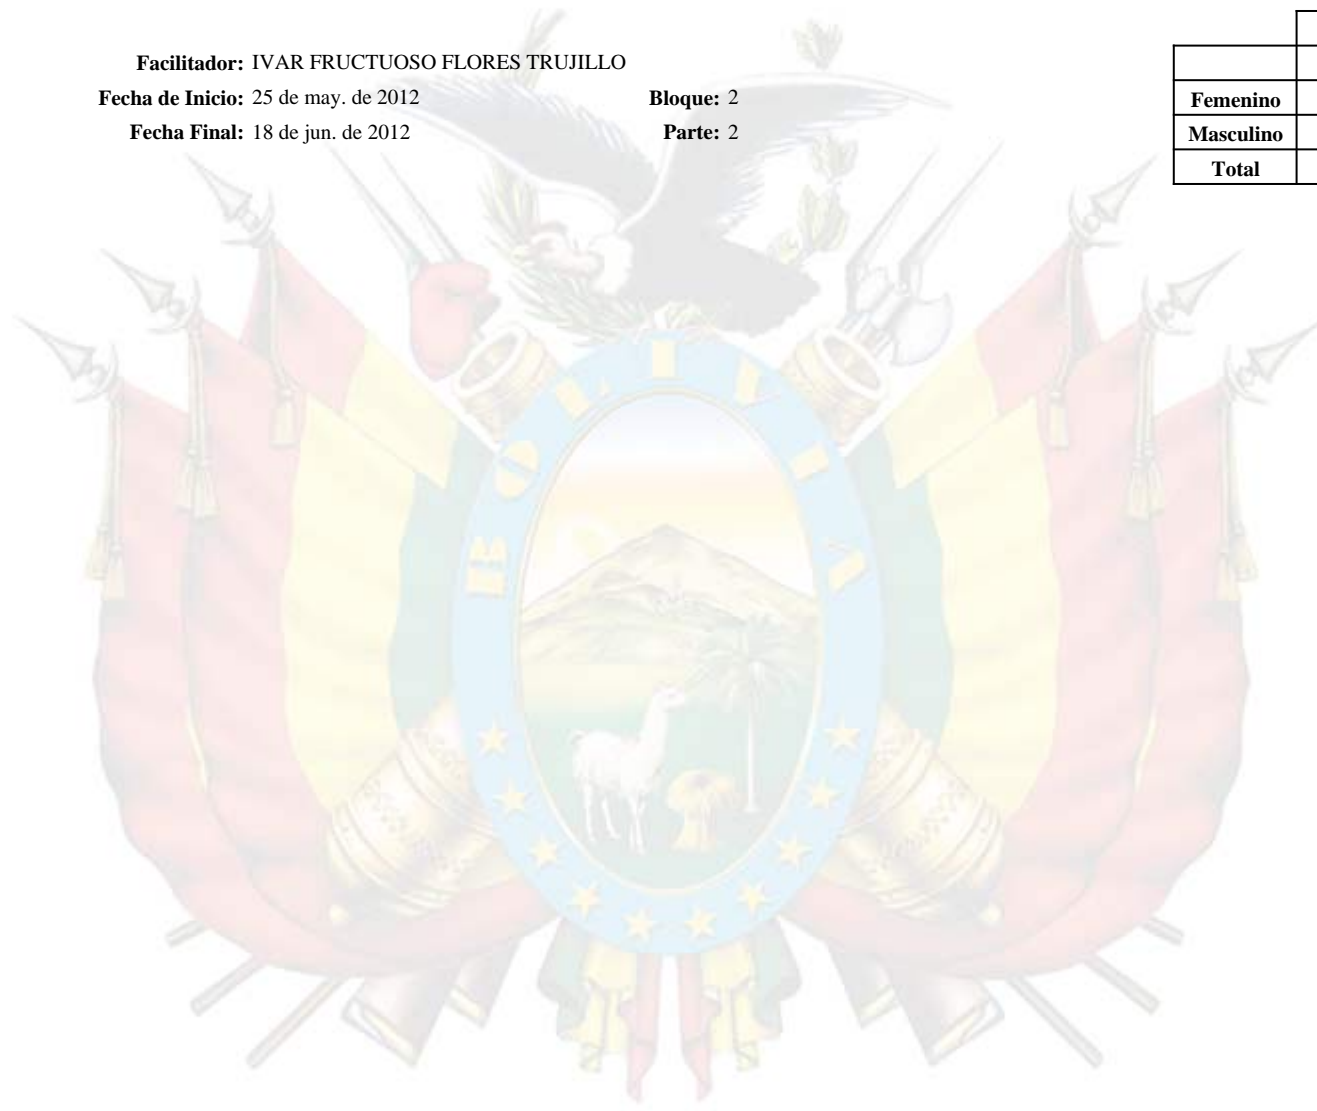 Facilitador: IVAR FRUCTUOSO FLORES TRUJILLO
Fecha de Inicio: 25 de may. de 2012 Bloque: 2
Fecha Final: 18 de jun. de 2012 Parte: 2
Femenino
Masculino
Total
BOLIVIA